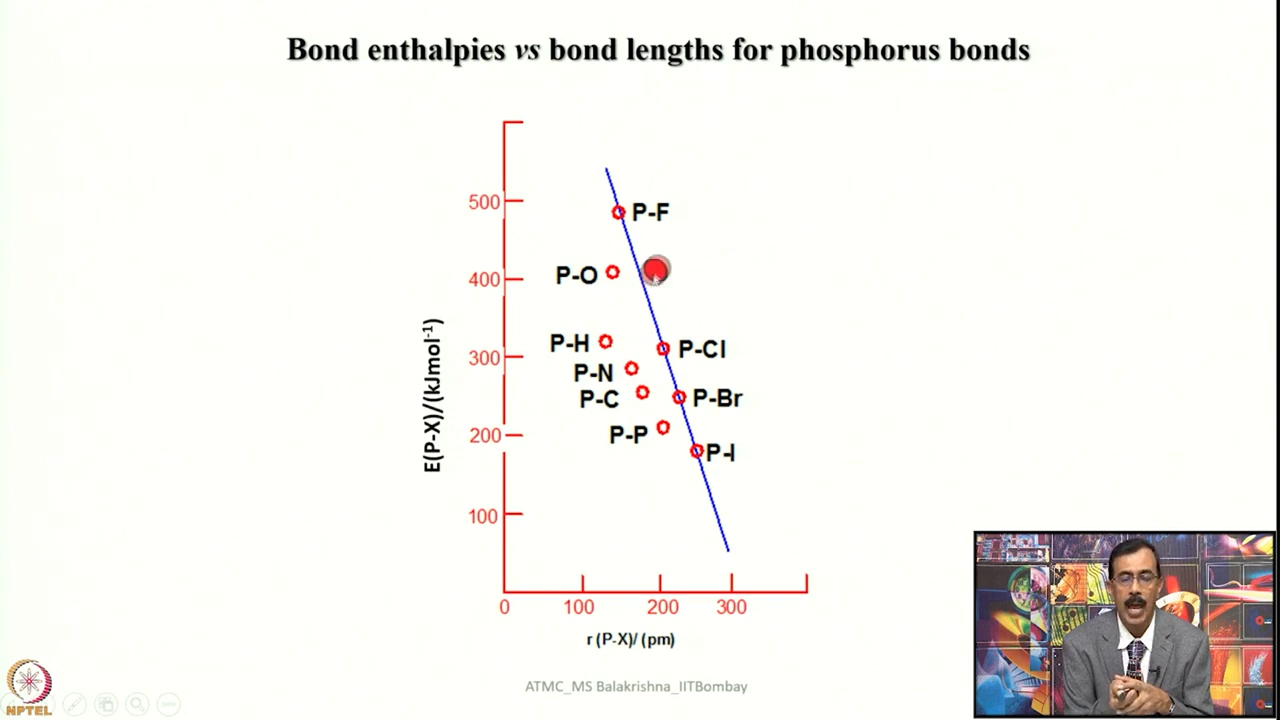 Bond enthalpies vs bond lengths for phosphorus bonds
500
P-F
P-O
400
P-H
P-Cl
300
P-N
P-C
P-Br
200
P-P
P-I
100
E(P-X)/(kJmol-1)
0
100
200
300
r (P-X)/ (pm)
ATMC_MS Balakrishna_IITBombay
NPTEL